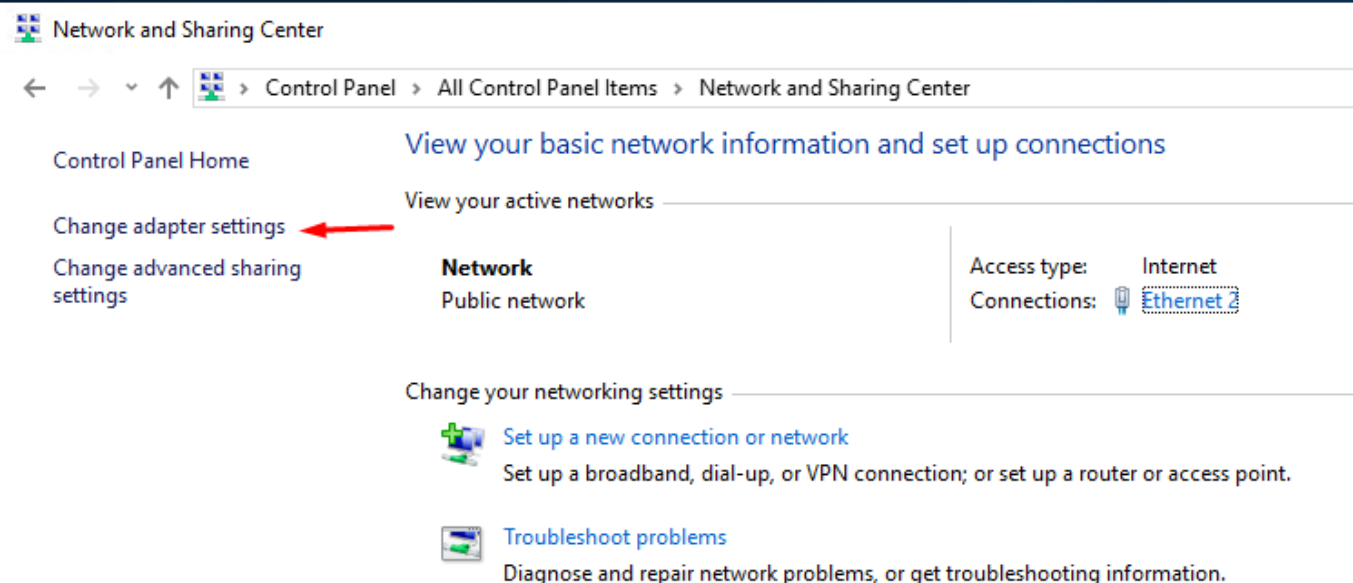 Network and Sharing Center
Control Panel > All Control Panel Items > Network and Sharing Center
Control Panel Home
Change adapter settings
Change advanced sharing
settings
View your basic network information and set up connections
View your active networks
Network
Public network
Access type: Internet
Connections: Ethernet 2
Change your networking settings
Set up a new connection or network
Set up a broadband, dial-up, or VPN connection; or set up a router or access point.
Troubleshoot problems
Diagnose and repair network problems, or get troubleshooting information.